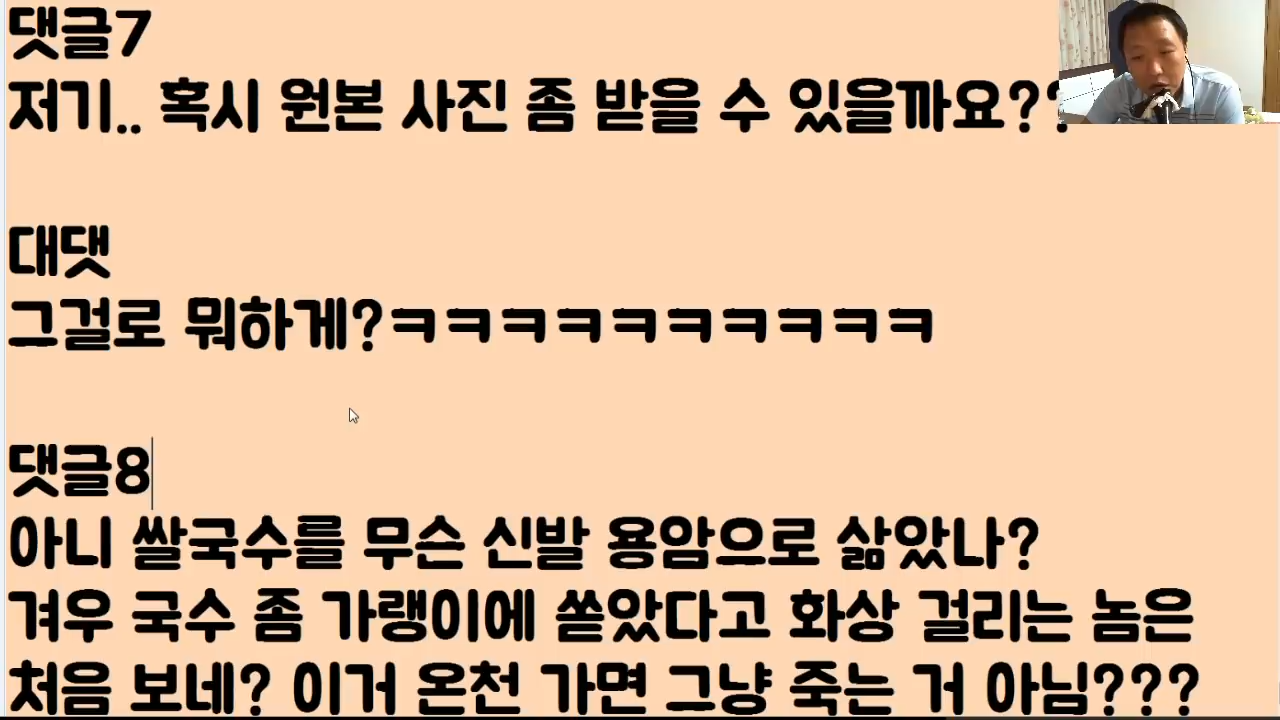 댓글7
저기.. 혹시 원본 사진 좀 받을 수 있을까요??
대댓
그걸로 뭐하게?ㅋㅋㅋㅋㅋㅋㅋㅋㅋㅋ
댓글8
아니 쌀국수를 무슨 신발 용암으로 삶았나?
겨우 국수 좀 가랭이에 쏟았다고 화상 걸리는 놈은
처음 보네? 이거 온천 가면 그냥 죽는 거 아님???